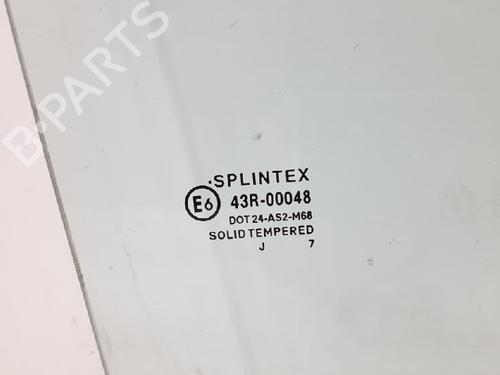 B-PARTS
·SPLINTEX
E6 43R-00048
DOT 24-AS2-M68
SOLID TEMPERED
J 7